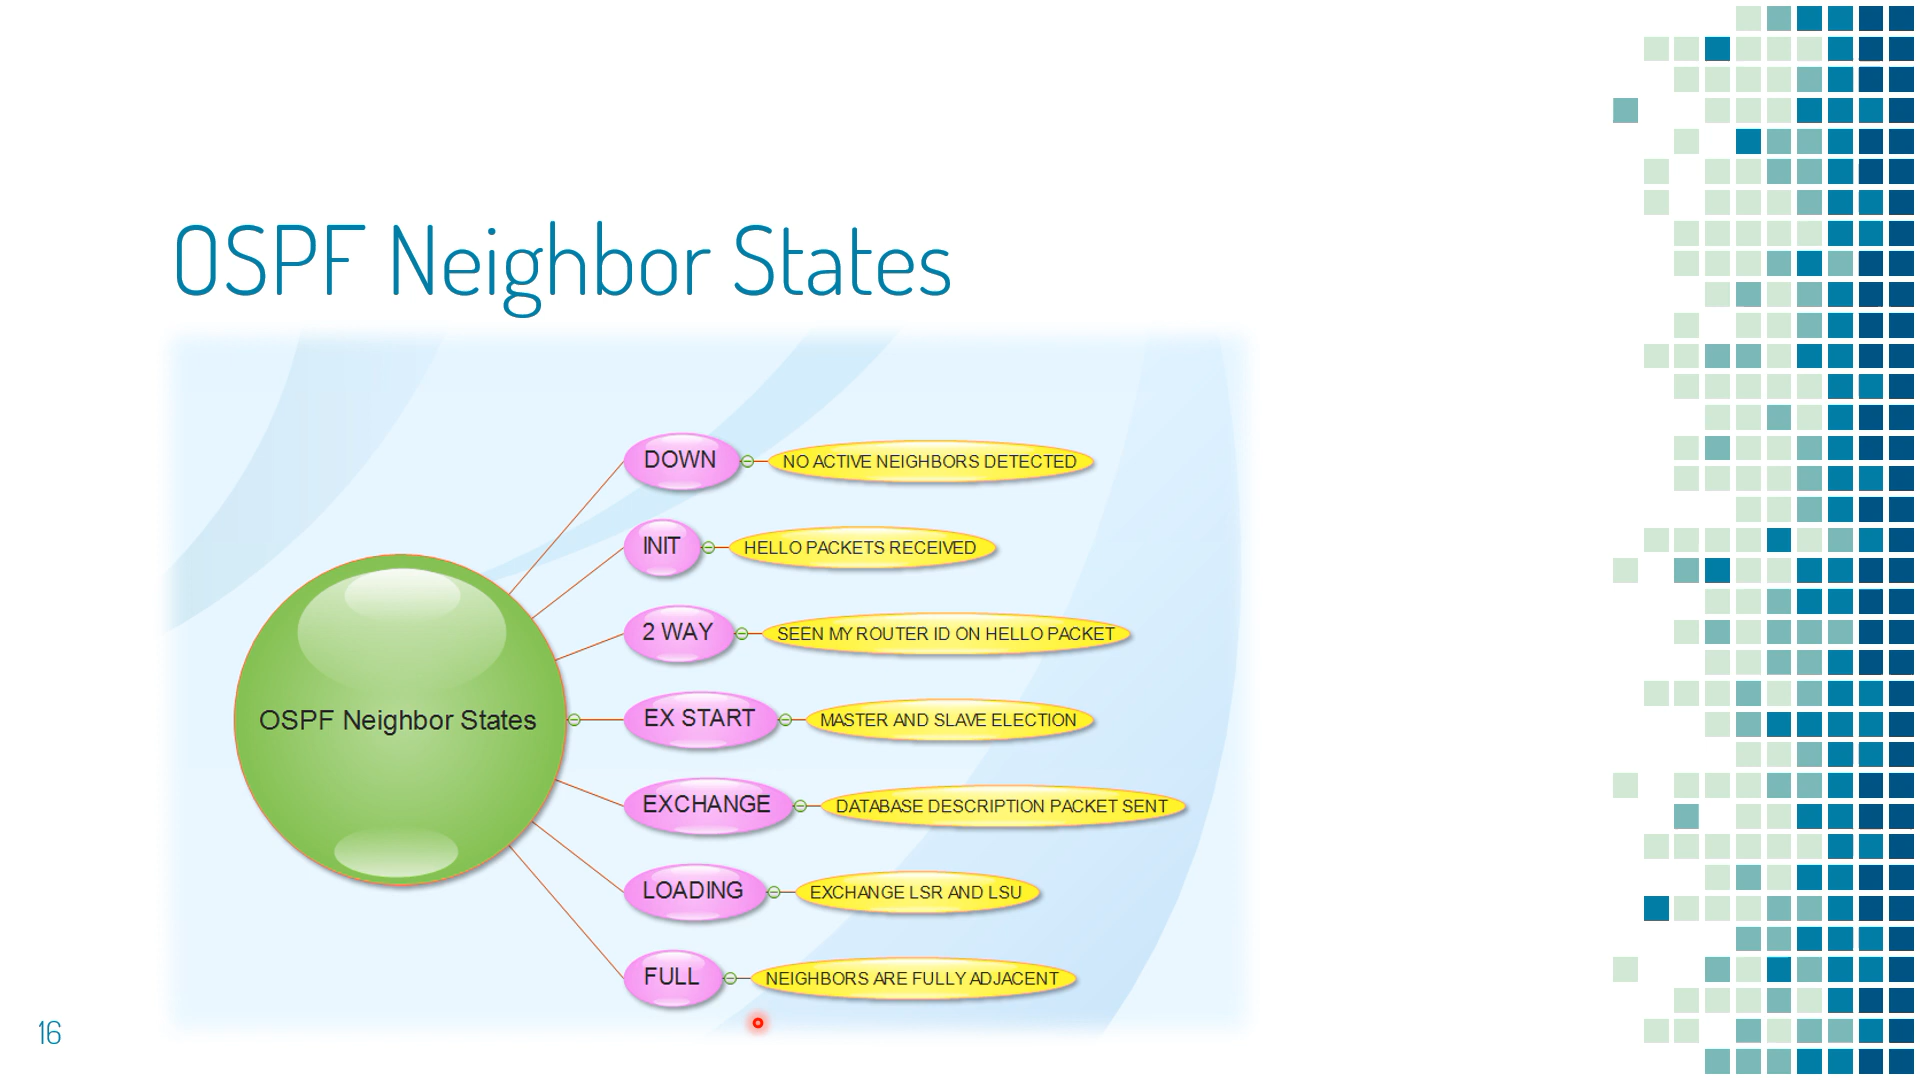 OSPF Neighbor States
DOWN
NO ACTIVE NEIGHBORS DETECTED
INIT
HELLO PACKETS RECEIVED
2 WAY
SEEN MY ROUTER ID ON HELLO PACKET
OSPF Neighbor States
EX START
MASTER AND SLAVE ELECTION
EXCHANGE
DATABASE DESCRIPTION PACKET SENT
LOADING
EXCHANGE LSR AND LSU
FULL
NEIGHBORS ARE FULLY ADJACENT
16